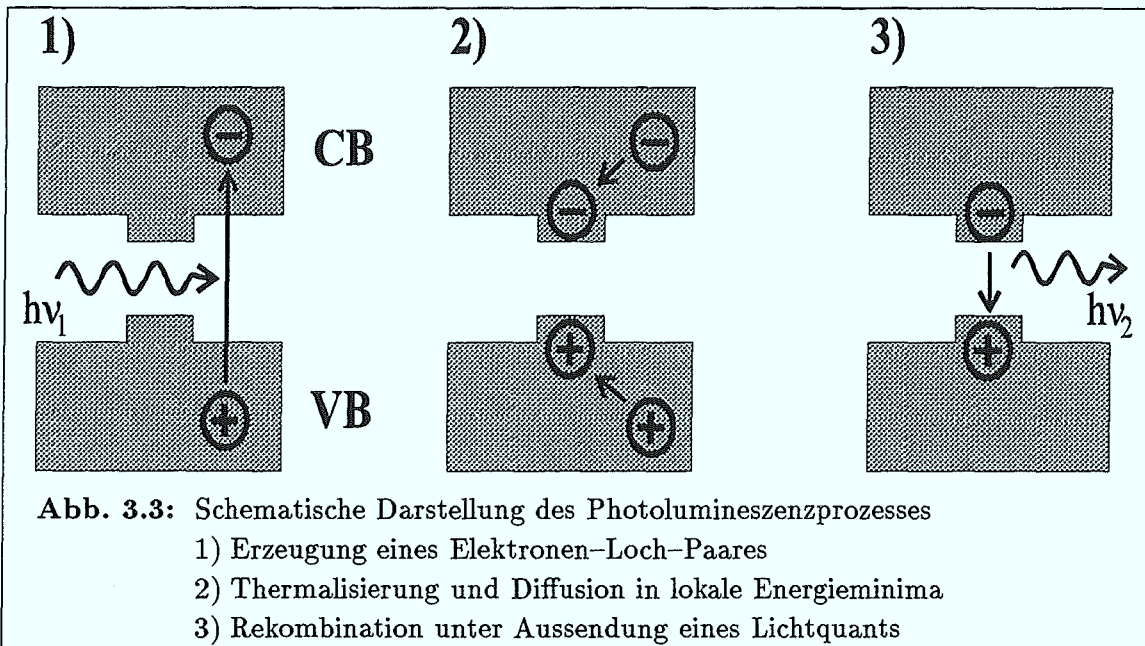 1) 2) 3)
CB
hν₁
hν₂
VB
Abb. 3.3: Schematische Darstellung des Photolumineszenzprozesses
1) Erzeugung eines Elektronen–Loch–Paares
2) Thermalisierung und Diffusion in lokale Energieminima
3) Rekombination unter Aussendung eines Lichtquants